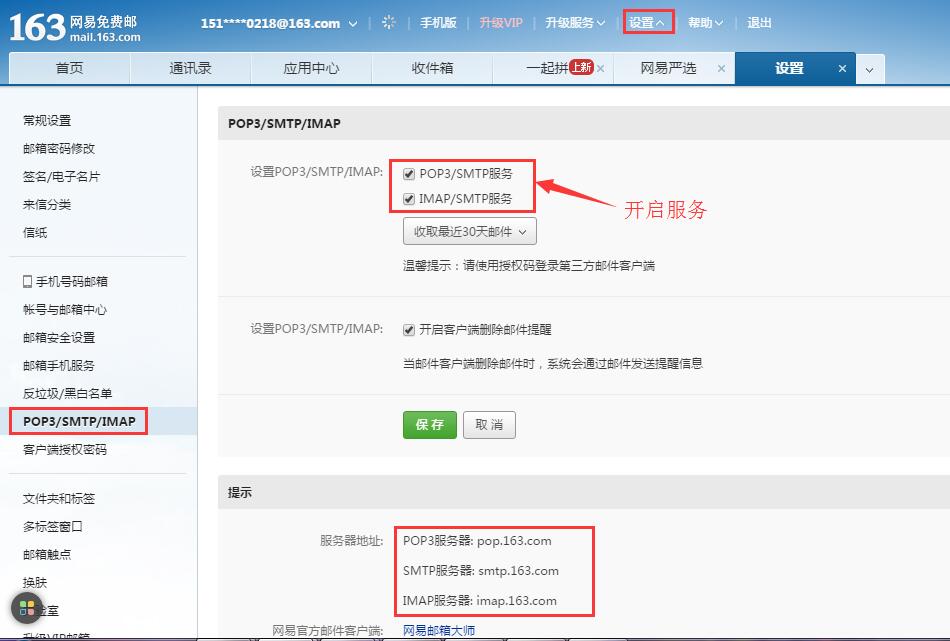 163 网易免费邮
mail.163.com
151****0218@163.com
手机版
升级VIP
升级服务
设置
帮助
退出
首页
通讯录
应用中心
收件箱
一起拼 上新
网易严选
设置
常规设置
邮箱密码修改
签名/电子名片
来信分类
信纸
手机号码邮箱
帐号与邮箱中心
邮箱安全设置
邮箱手机服务
反垃圾/黑白名单
POP3/SMTP/IMAP
客户端授权密码
文件夹和标签
多标签窗口
邮箱触点
换肤
室
升级VIP邮箱
POP3/SMTP/IMAP
设置POP3/SMTP/IMAP: POP3/SMTP服务
IMAP/SMTP服务
开启服务
收取最近30天邮件
温馨提示：请使用授权码登录第三方邮件客户端
设置POP3/SMTP/IMAP: 开启客户端删除邮件提醒
当邮件客户端删除邮件时，系统会通过邮件发送提醒信息
保存 取消
提示
服务器地址: POP3服务器: pop.163.com
SMTP服务器: smtp.163.com
IMAP服务器: imap.163.com
网易官方邮件客户端: 网易邮箱大师